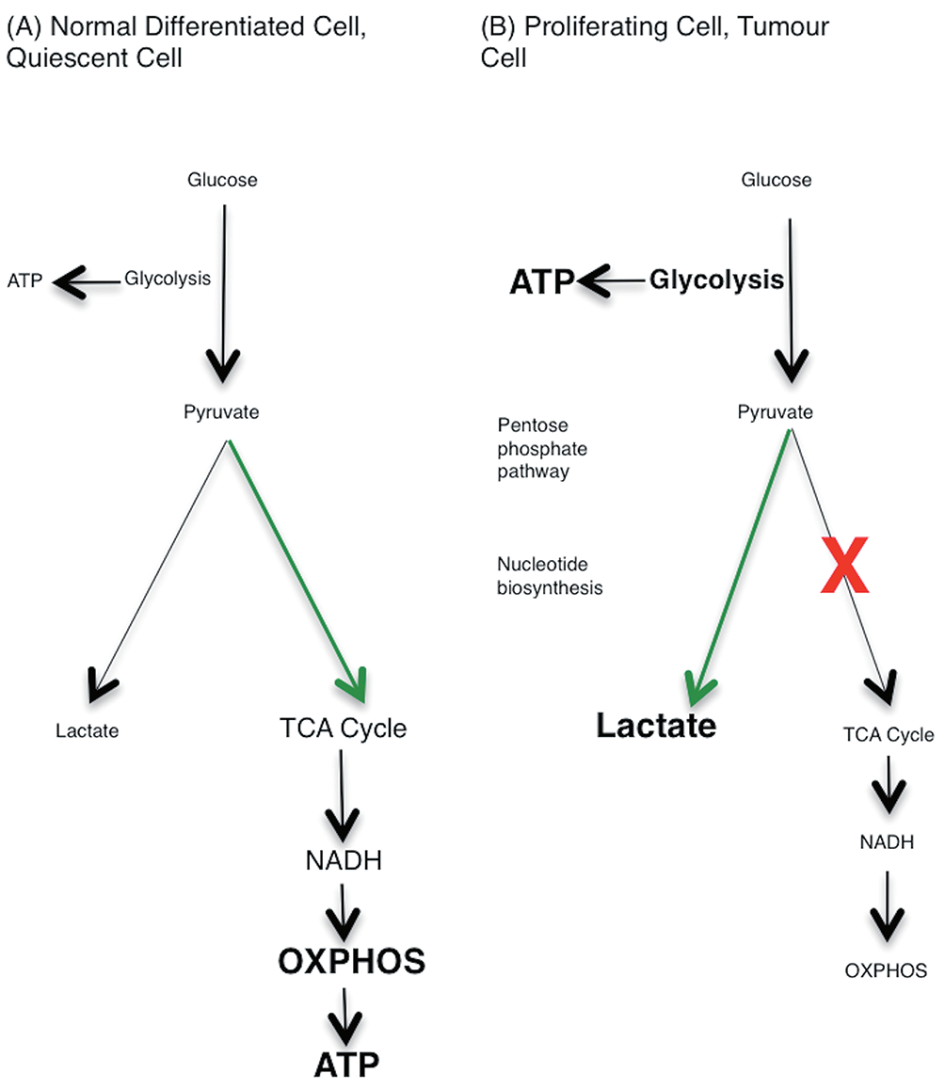 (A) Normal Differentiated Cell,
Quiescent Cell
Glucose
ATP
Glycolysis
Pyruvate
Lactate
TCA Cycle
NADH
OXPHOS
ATP
(B) Proliferating Cell, Tumour
Cell
Glucose
ATP
Glycolysis
Pyruvate
Pentose
phosphate
pathway
Nucleotide
biosynthesis
X
Lactate
TCA Cycle
NADH
OXPHOS